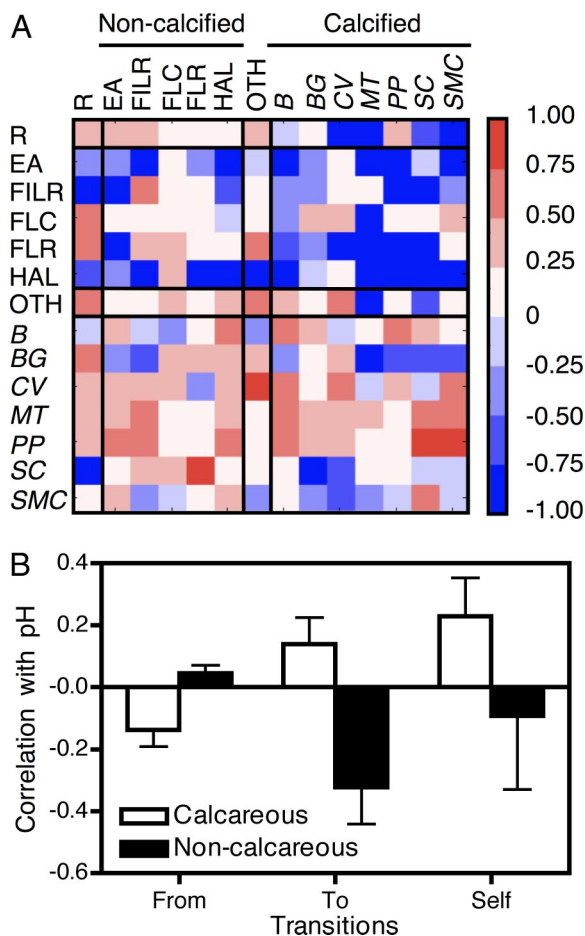 A
Non-calcified Calcified
R EA FILR FLC FLR HAL OTH B BG CV MT PP SC SMC
R
EA
FILR
FLC
FLR
HAL
OTH
B
BG
CV
MT
PP
SC
SMC
1.00
0.75
0.50
0.25
0
-0.25
-0.50
-0.75
-1.00
B
Correlation with pH
0.4
0.2
-0.0
-0.2
-0.4
-0.6
Calcareous
Non-calcareous
From To Self
Transitions